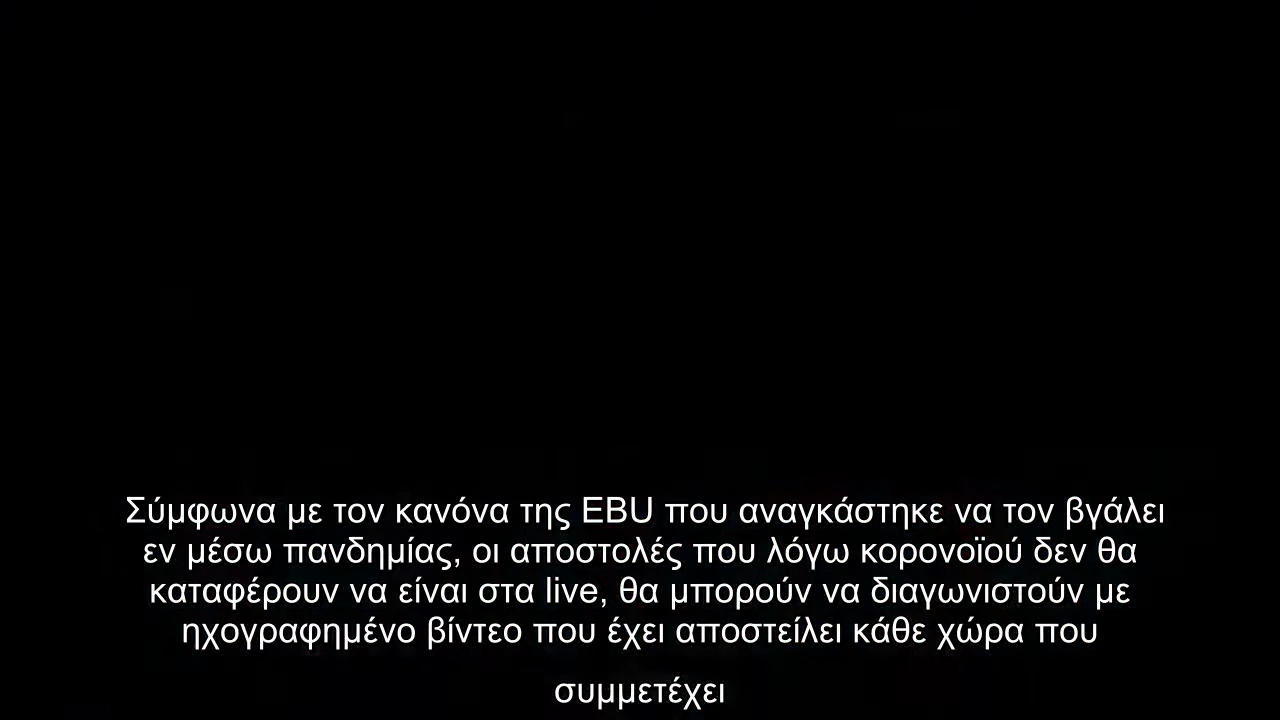 Σύμφωνα με τον κανόνα της EBU που αναγκάστηκε να τον βγάλει
εν μέσω πανδημίας, οι αποστολές που λόγω κορονοϊού δεν θα
καταφέρουν να είναι στα live, θα μπορούν να διαγωνιστούν με
ηχογραφημένο βίντεο που έχει αποστείλει κάθε χώρα που
συμμετέχει